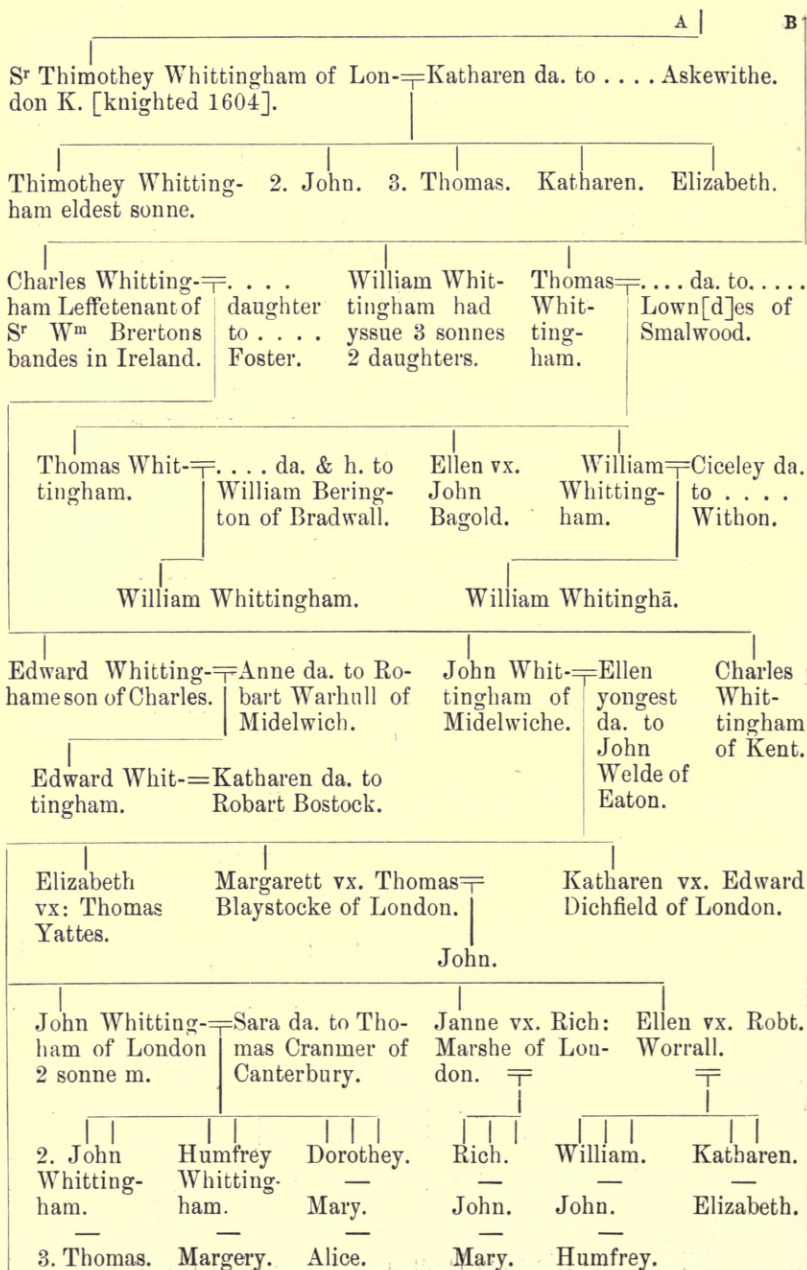 A B
Sr Thimothey Whittingham of Lon-=Katharen da. to . . . . Askewithe.
don K. [knighted 1604].
Thimothey Whitting- 2. John. 3. Thomas. Katharen. Elizabeth.
ham eldest sonne.
Charles Whitting-=. . . . William Whit- Thomas=. . . . da. to. . . . .
ham Leffetenant of daughter tingham had Whit- Lown[d]es of
Sr Wm Brertons to . . . . yssue 3 sonnes ting- Smalwood.
bandes in Ireland. Foster. 2 daughters. ham.
Thomas Whit-=. . . . da. & h. to Ellen vx. William=Ciceley da.
tingham. William Bering- John Whitting- to . . . .
ton of Bradwall. Bagold. ham. Withon.
William Whittingham. William Whitinghā.
Edward Whitting-=Anne da. to Ro- John Whit-=Ellen Charles
hame son of Charles. bart Warhull of tingham of yongest Whit-
Midelwich. Midelwiche. da. to tingham
John of Kent.
Edward Whit-=Katharen da. to Welde of
tingham. Robart Bostock. Eaton.
Elizabeth Margarett vx. Thomas= Katharen vx. Edward
vx: Thomas Blaystocke of London. Dichfield of London.
Yattes.
John.
John Whitting-=Sara da. to Tho- Janne vx. Rich: Ellen vx. Robt.
ham of London mas Cranmer of Marshe of Lon- Worrall.
2 sonne m. Canterbury. don.
2. John Humfrey Dorothey. Rich. William. Katharen.
Whitting- Whitting- — — — —
ham. ham. Mary. John. John. Elizabeth.
— — — — —
3. Thomas. Margery. Alice. Mary. Humfrey.